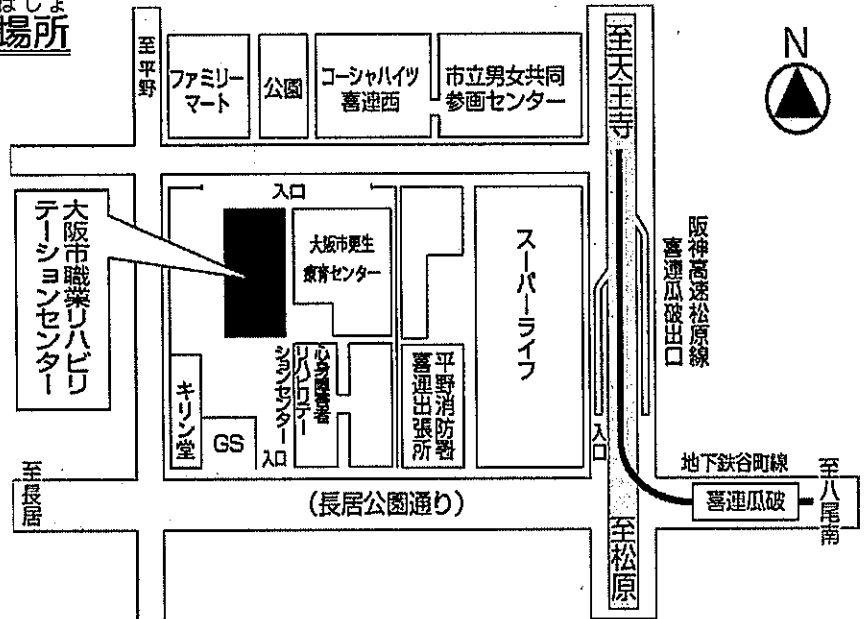 ばしょ
場所
至平野
ファミリー
マート
公園
コーシャハイツ
喜連西
市立男女共同
参画センター
至天王寺
N
入口
大阪市職業リハビリ
テーションセンター
大阪市更生
療育センター
スーパーライフ
阪神高速松原線
喜連瓜破出口
キリン堂
GS
入口
心身障害者
リハビリテー
ションセンター
平野消防署
喜連出張所
入口
地下鉄谷町線
喜連瓜破
至八尾南
至長居
(長居公園通り)
至松原